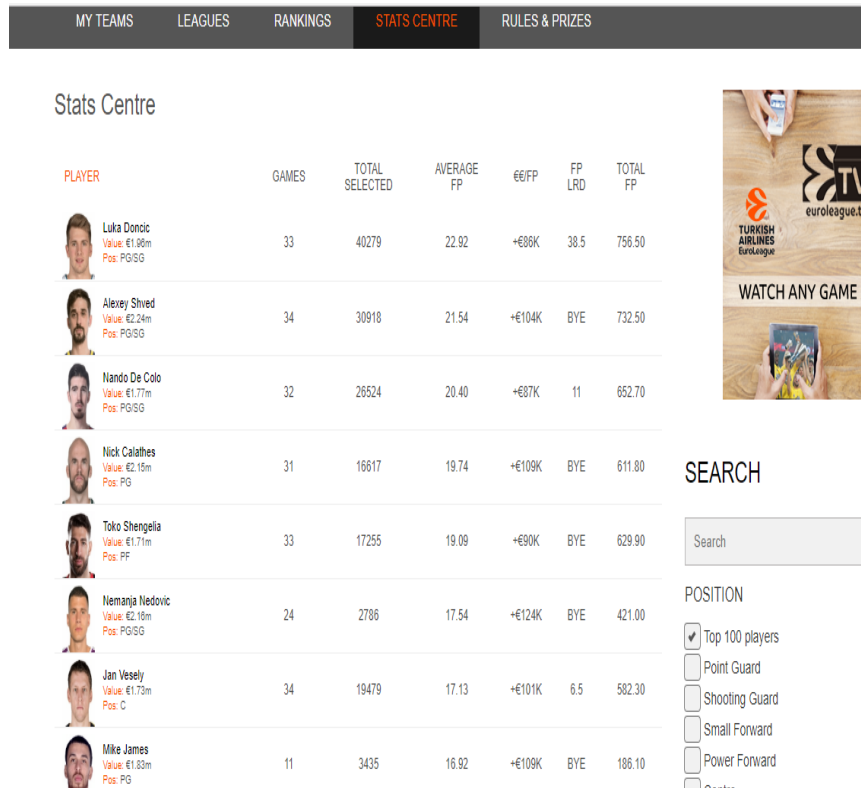 MY TEAMS LEAGUES RANKINGS STATS CENTRE RULES & PRIZES
Stats Centre
PLAYER GAMES TOTAL SELECTED AVERAGE FP €€/FP FP LRD TOTAL FP
Luka Doncic
Value: €1.96m
Pos: PG/SG
33 40279 22.92 +€86K 38.5 756.50
Alexey Shved
Value: €2.24m
Pos: PG/SG
34 30918 21.54 +€104K BYE 732.50
Nando De Colo
Value: €1.77m
Pos: PG/SG
32 26524 20.40 +€87K 11 652.70
Nick Calathes
Value: €2.15m
Pos: PG
31 16617 19.74 +€109K BYE 611.80
Toko Shengelia
Value: €1.71m
Pos: PF
33 17255 19.09 +€90K BYE 629.90
Nemanja Nedovic
Value: €2.16m
Pos: PG/SG
24 2786 17.54 +€124K BYE 421.00
Jan Vesely
Value: €1.73m
Pos: C
34 19479 17.13 +€101K 6.5 582.30
Mike James
Value: €1.83m
Pos: PG
11 3435 16.92 +€109K BYE 186.10
TV
euroleague.t
TURKISH
AIRLINES
EuroLeague
WATCH ANY GAME
SEARCH
Search
POSITION
Top 100 players
Point Guard
Shooting Guard
Small Forward
Power Forward